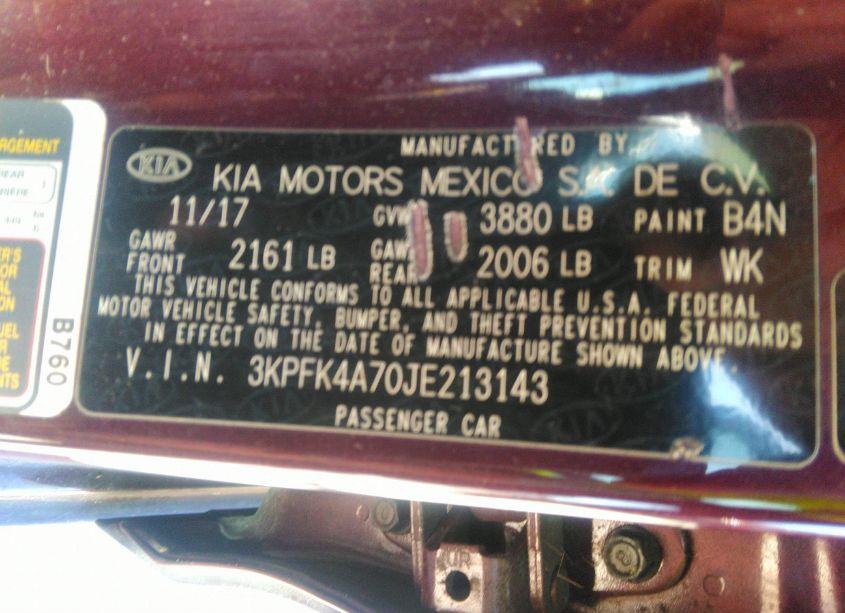 MANUFACTURED BY
KIA KIA MOTORS MEXICO S.A. DE C.V.
11/17 GVWR 3880 LB PAINT B4N
GAWR FRONT 2161 LB GAWR REAR 2006 LB TRIM WK
THIS VEHICLE CONFORMS TO ALL APPLICABLE U.S.A. FEDERAL
MOTOR VEHICLE SAFETY, BUMPER, AND THEFT PREVENTION STANDARDS
IN EFFECT ON THE DATE OF MANUFACTURE SHOWN ABOVE.
V.I.N. 3KPFK4A70JE213143
PASSENGER CAR
B760